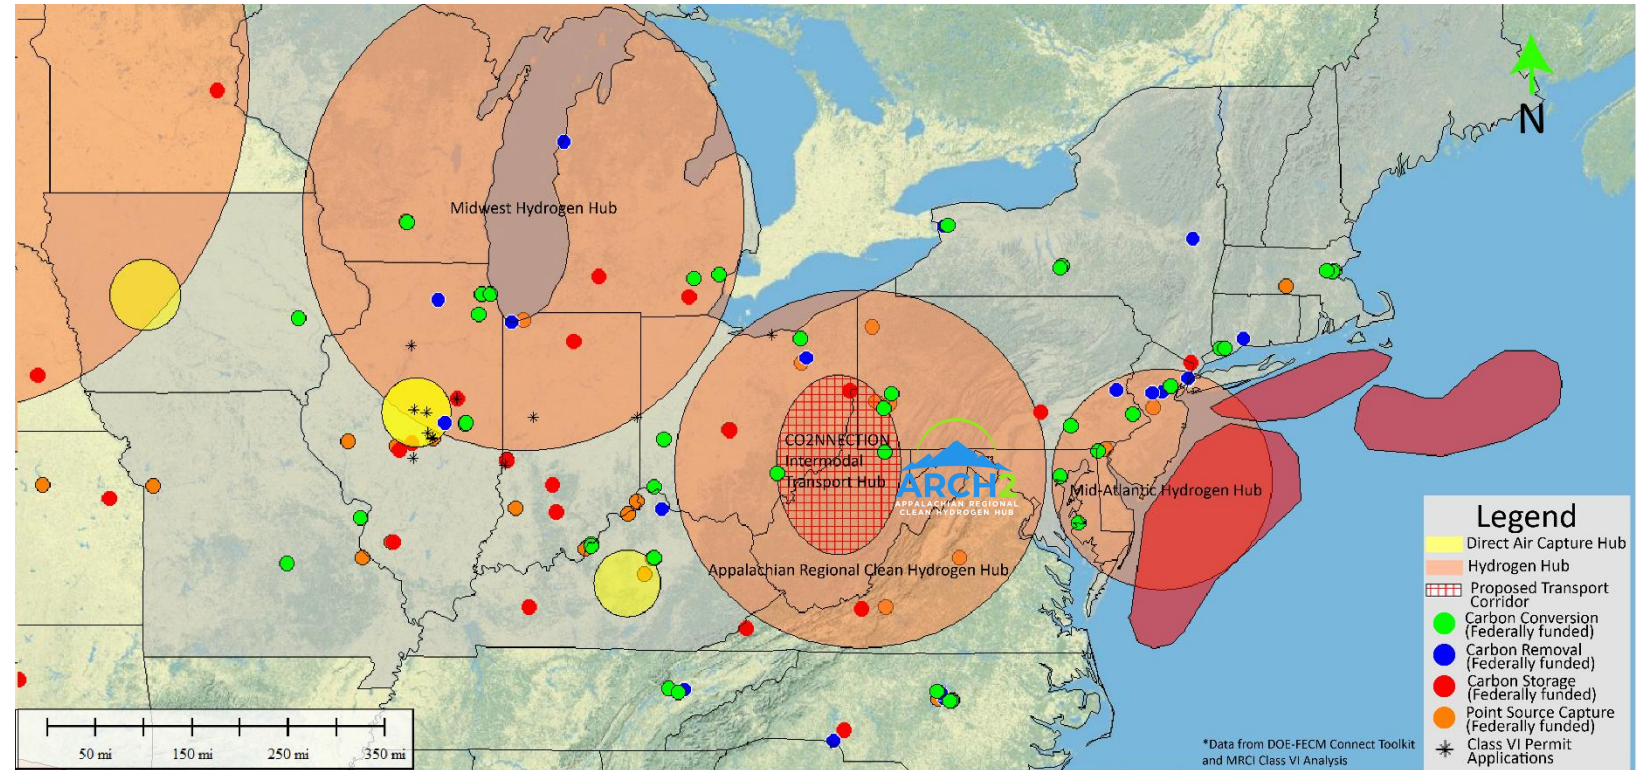 N
Midwest Hydrogen Hub
CO2NNECTION
Intermodal
Transport Hub
ARCH2
APPALACHIAN REGIONAL
CLEAN HYDROGEN HUB
Mid-Atlantic Hydrogen Hub
Appalachian Regional Clean Hydrogen Hub
Legend
Direct Air Capture Hub
Hydrogen Hub
Proposed Transport
Corridor
Carbon Conversion
(Federally funded)
Carbon Removal
(Federally funded)
Carbon Storage
(Federally funded)
Point Source Capture
(Federally funded)
Class VI Permit
Applications
*Data from DOE-FECM Connect Toolkit
and MRCI Class VI Analysis
50 mi 150 mi 250 mi 350 mi